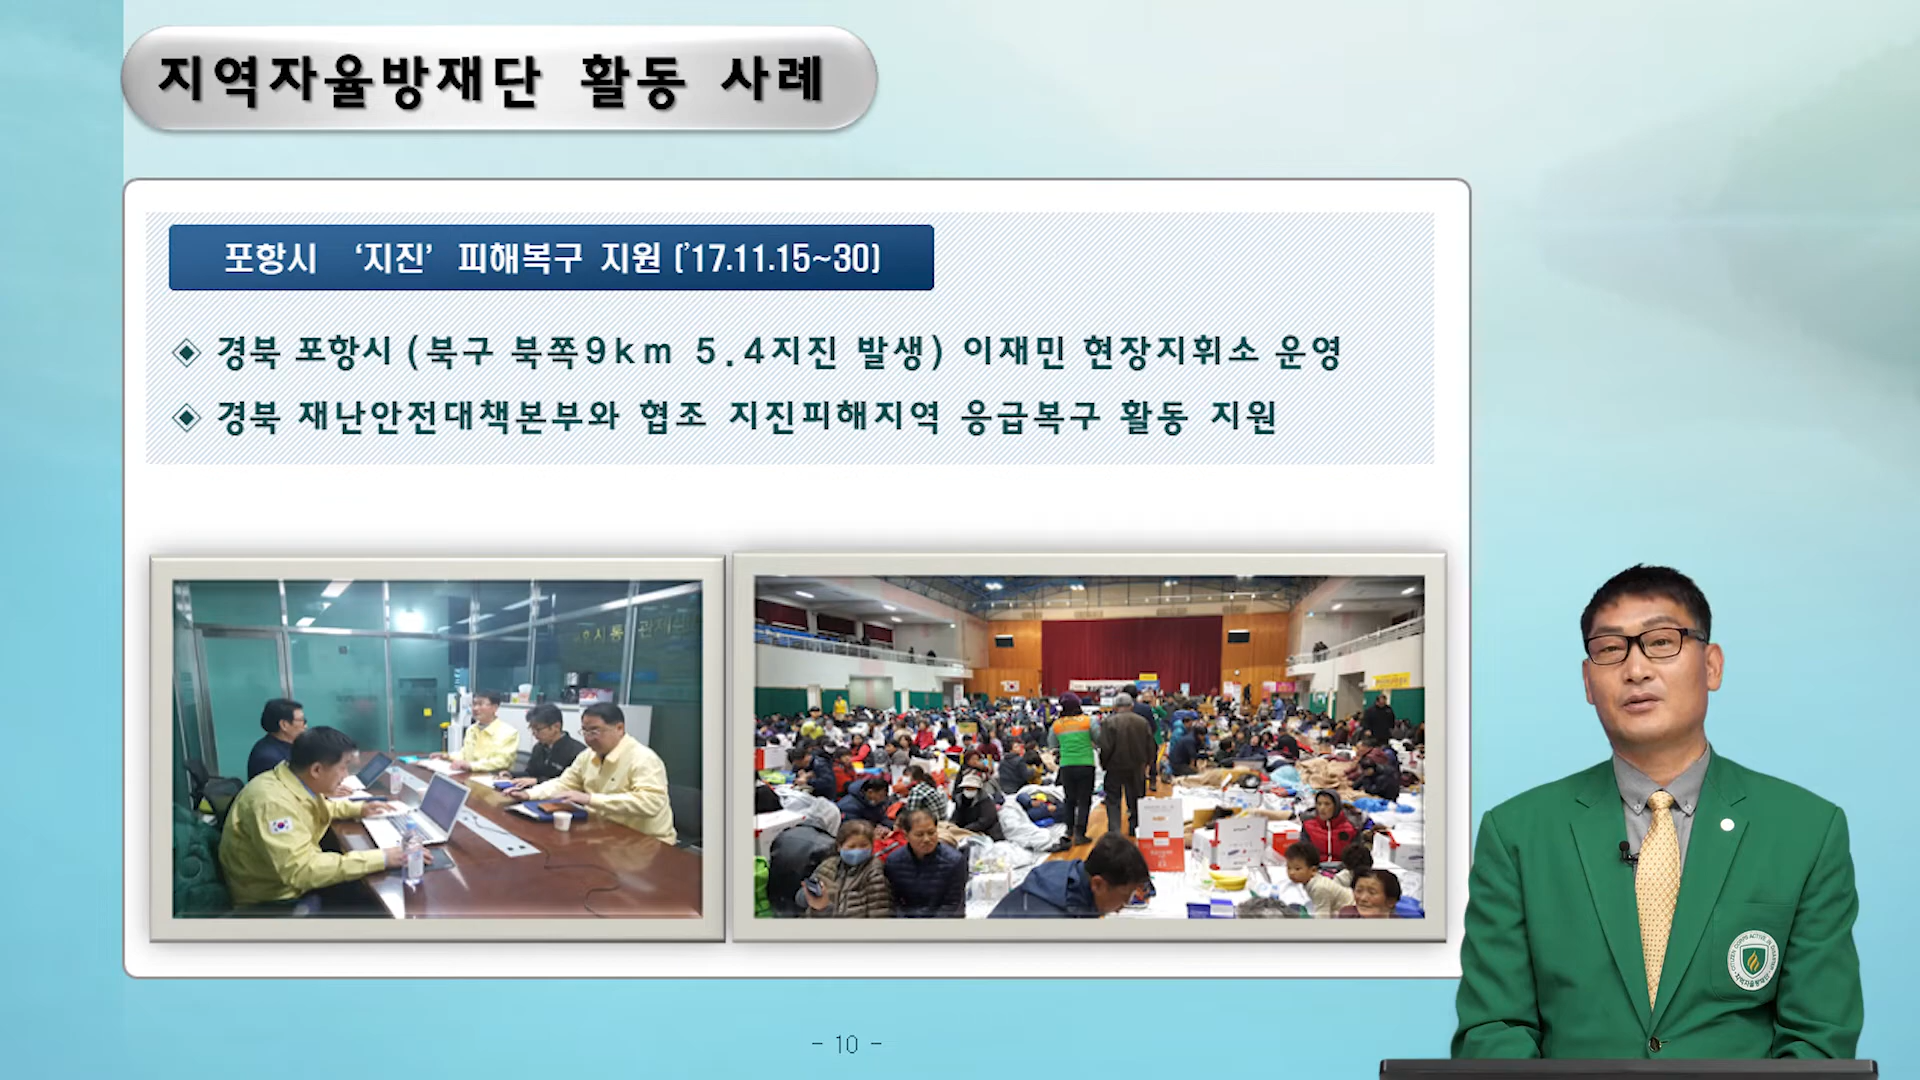 지역자율방재단 활동 사례
포항시 ‘지진’ 피해복구 지원 (’17.11.15~30)
◈ 경북 포항시 (북구 북쪽9km 5.4지진 발생) 이재민 현장지휘소 운영
◈ 경북 재난안전대책본부와 협조 지진피해지역 응급복구 활동 지원
- 10 -